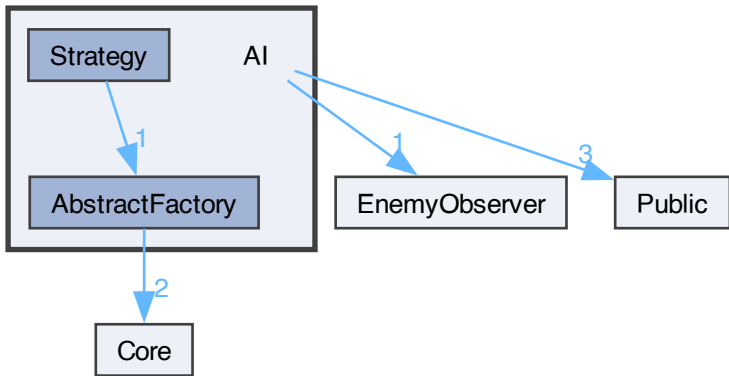 Strategy
AI
1
1
3
AbstractFactory
EnemyObserver
Public
2
Core